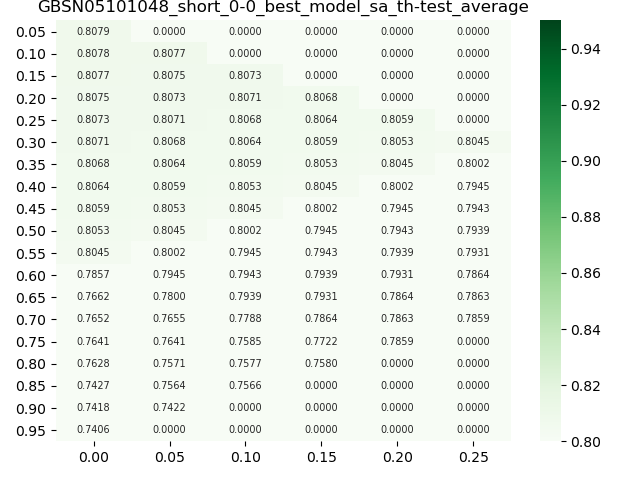 GBSN05101048_short_0-0_best_model_sa_th-test_average
0.05 0.8079 0.0000 0.0000 0.0000 0.0000 0.0000
0.10 0.8078 0.8077 0.0000 0.0000 0.0000 0.0000
0.15 0.8077 0.8075 0.8073 0.0000 0.0000 0.0000
0.20 0.8075 0.8073 0.8071 0.8068 0.0000 0.0000
0.25 0.8073 0.8071 0.8068 0.8064 0.8059 0.0000
0.30 0.8071 0.8068 0.8064 0.8059 0.8053 0.8045
0.35 0.8068 0.8064 0.8059 0.8053 0.8045 0.8002
0.40 0.8064 0.8059 0.8053 0.8045 0.8002 0.7945
0.45 0.8059 0.8053 0.8045 0.8002 0.7945 0.7943
0.50 0.8053 0.8045 0.8002 0.7945 0.7943 0.7939
0.55 0.8045 0.8002 0.7945 0.7943 0.7939 0.7931
0.60 0.7857 0.7945 0.7943 0.7939 0.7931 0.7864
0.65 0.7662 0.7800 0.7939 0.7931 0.7864 0.7863
0.70 0.7652 0.7655 0.7788 0.7864 0.7863 0.7859
0.75 0.7641 0.7641 0.7585 0.7722 0.7859 0.0000
0.80 0.7628 0.7571 0.7577 0.7580 0.0000 0.0000
0.85 0.7427 0.7564 0.7566 0.0000 0.0000 0.0000
0.90 0.7418 0.7422 0.0000 0.0000 0.0000 0.0000
0.95 0.7406 0.0000 0.0000 0.0000 0.0000 0.0000
0.00 0.05 0.10 0.15 0.20 0.25
0.94
0.92
0.90
0.88
0.86
0.84
0.82
0.80